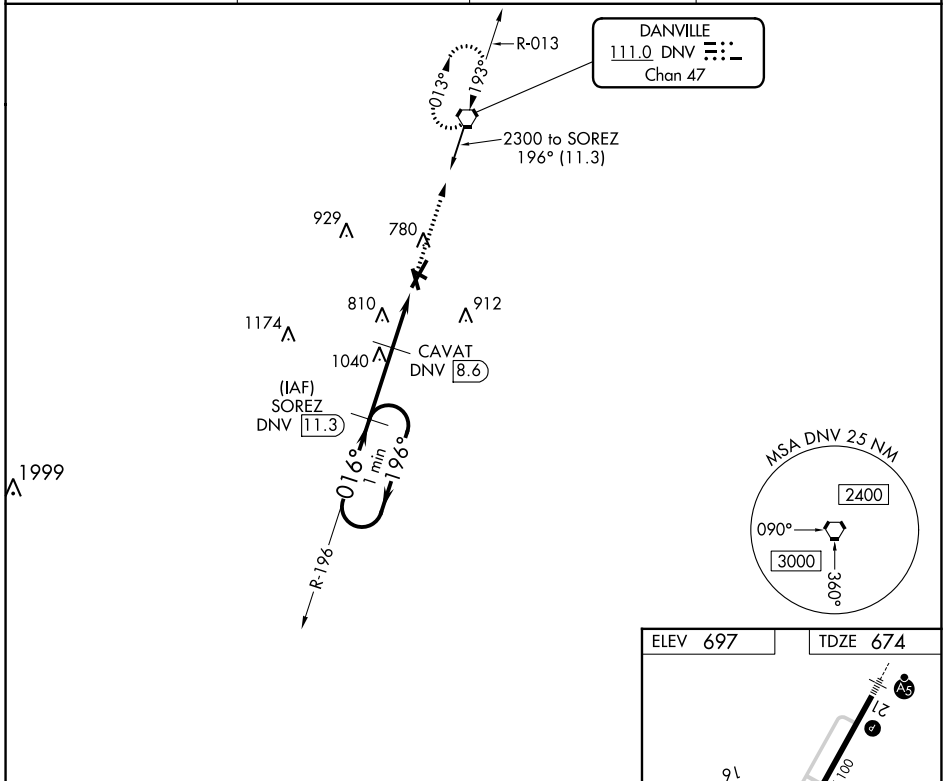 R-013
013°
193°
DANVILLE
111.0 DNV
Chan 47
2300 to SOREZ
196° (11.3)
929
780
810
912
1174
1040
CAVAT
DNV 8.6
(IAF)
SOREZ
DNV 11.3
016°
1 min
196°
1999
R-196
MSA DNV 25 NM
2400
090°
3000
360°
ELEV 697
TDZE 674
A5
21
P
16
100